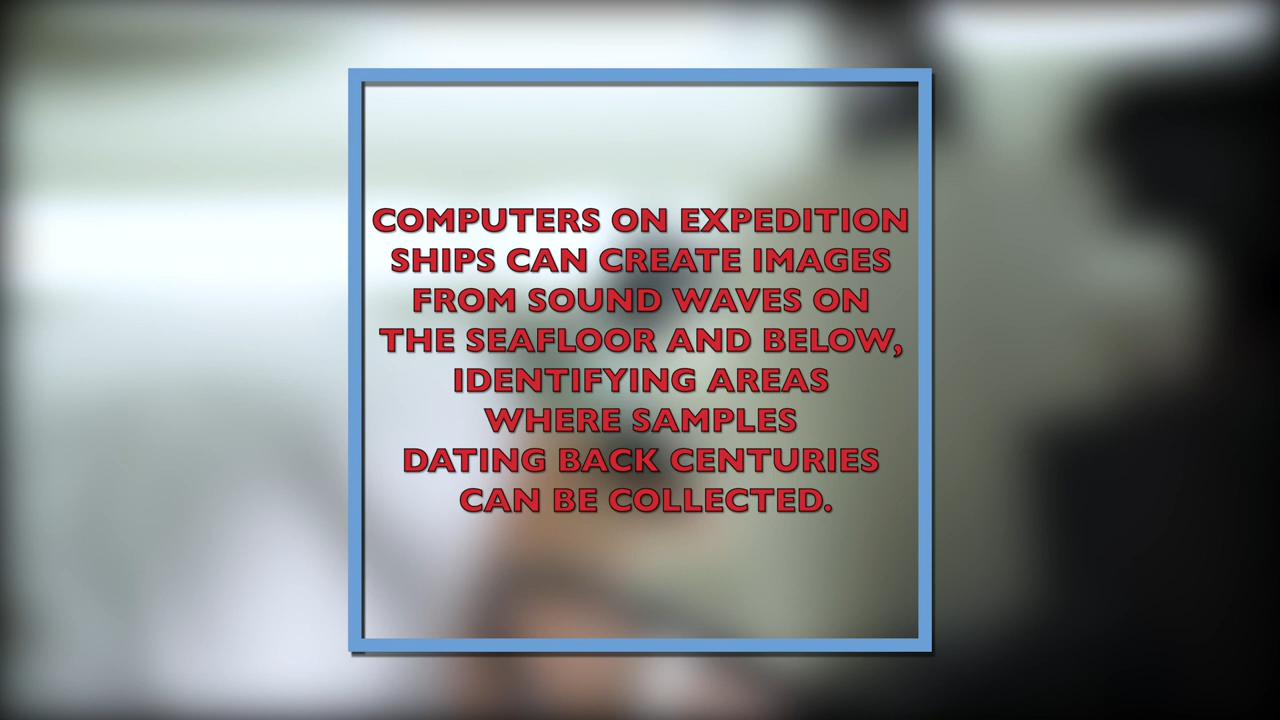 COMPUTERS ON EXPEDITION
SHIPS CAN CREATE IMAGES
FROM SOUND WAVES ON
THE SEAFLOOR AND BELOW,
IDENTIFYING AREAS
WHERE SAMPLES
DATING BACK CENTURIES
CAN BE COLLECTED.